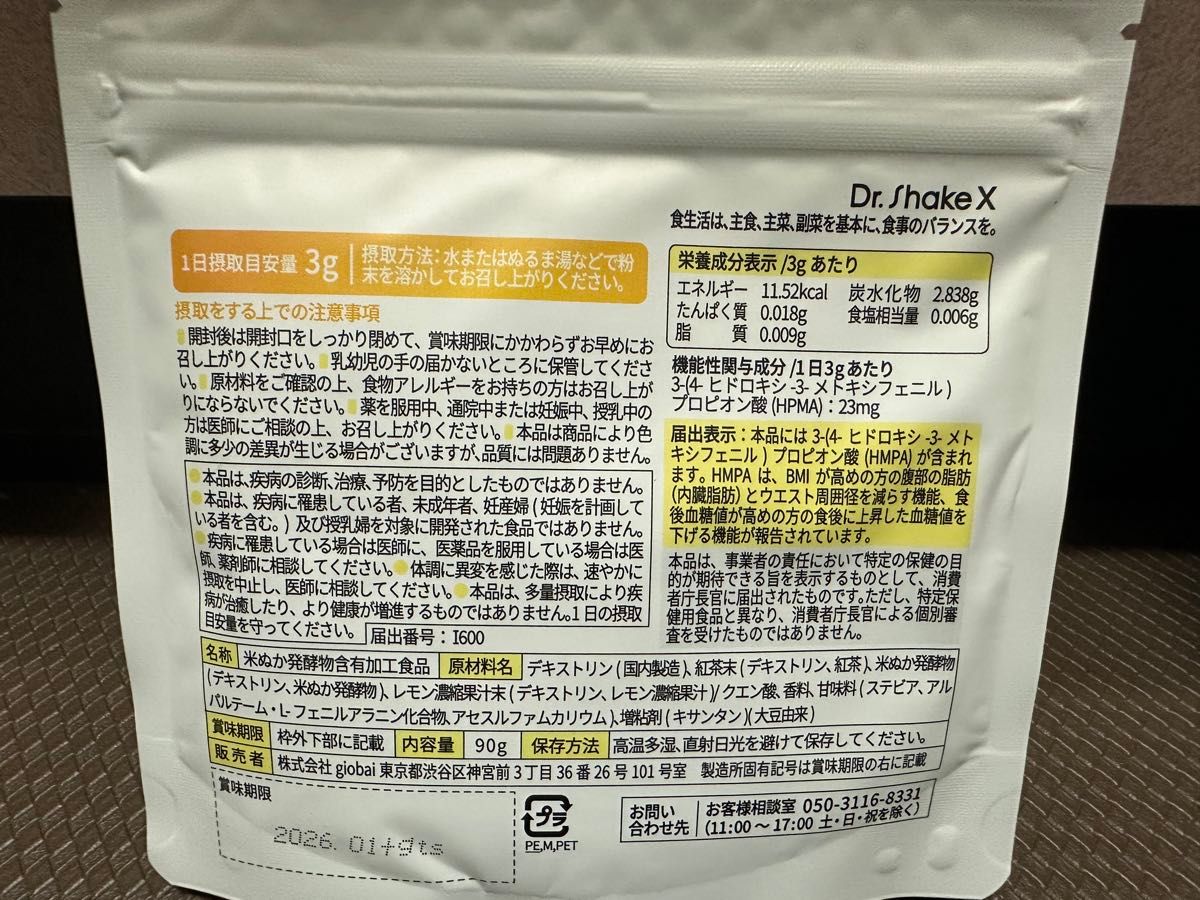 Dr. Shake X
食生活は、主食、主菜、副菜を基本に、食事のバランスを。
1日摂取目安量 3g
摂取方法：水またはぬるま湯などで粉
末を溶かしてお召し上がりください。
摂取をする上での注意事項
開封後は開封口をしっかり閉めて、賞味期限にかかわらずお早めにお
召し上がりください。 乳幼児の手の届かないところに保管してくださ
い。 原材料をご確認の上、食物アレルギーをお持ちの方はお召し上が
りにならないでください。 薬を服用中、通院中または妊娠中、授乳中の
方は医師にご相談の上、お召し上がりください。 本品は商品により色
調に多少の差異が生じる場合がございますが、品質には問題ありません。
●本品は、疾病の診断、治療、予防を目的としたものではありません。
●本品は、疾病に罹患している者、未成年者、妊産婦（妊娠を計画して
いる者を含む。）及び授乳婦を対象に開発された食品ではありません。
●疾病に罹患している場合は医師に、医薬品を服用している場合は医
師、薬剤師に相談してください。●体調に異変を感じた際は、速やかに
摂取を中止し、医師に相談してください。●本品は、多量摂取により疾
病が治癒したり、より健康が増進するものではありません。1日の摂取
目安量を守ってください。
届出番号：I600
栄養成分表示 /3g あたり
エネルギー 11.52kcal 炭水化物 2.838g
たんぱく質 0.018g 食塩相当量 0.006g
脂質 0.009g
機能性関与成分 /1日3gあたり
3-(4- ヒドロキシ -3- メトキシフェニル )
プロピオン酸 (HPMA)：23mg
届出表示：本品には 3-(4- ヒドロキシ -3- メト
キシフェニル ) プロピオン酸 (HMPA) が含まれ
ます。HMPA は、BMI が高めの方の腹部の脂肪
(内臓脂肪) とウエスト周囲径を減らす機能、食
後血糖値が高めの方の食後に上昇した血糖値を
下げる機能が報告されています。
本品は、事業者の責任において特定の保健の目
的が期待できる旨を表示するものとして、消費
者庁長官に届出されたものです。ただし、特定保
健用食品と異なり、消費者庁長官による個別審
査を受けたものではありません。
名称 米ぬか発酵物含有加工食品 原材料名 デキストリン（国内製造）、紅茶末（デキストリン、紅茶）、米ぬか発酵物
（デキストリン、米ぬか発酵物）、レモン濃縮果汁末（デキストリン、レモン濃縮果汁）/ クエン酸、香料、甘味料（ステビア、アス
パルテーム・L-フェニルアラニン化合物、アセスルファムカリウム）、増粘剤（キサンタン）（大豆由来）
賞味期限 枠外下部に記載 内容量 90g 保存方法 高温多湿、直射日光を避けて保存してください。
販売者 株式会社 giobai 東京都渋谷区神宮前3丁目36番26号101号室 製造所固有記号は賞味期限の右に記載
賞味期限
2026. 01+gts
プラ
PE,M,PET
お問い
合わせ先
お客様相談室 050-3116-8331
（11:00～17:00 土・日・祝を除く）